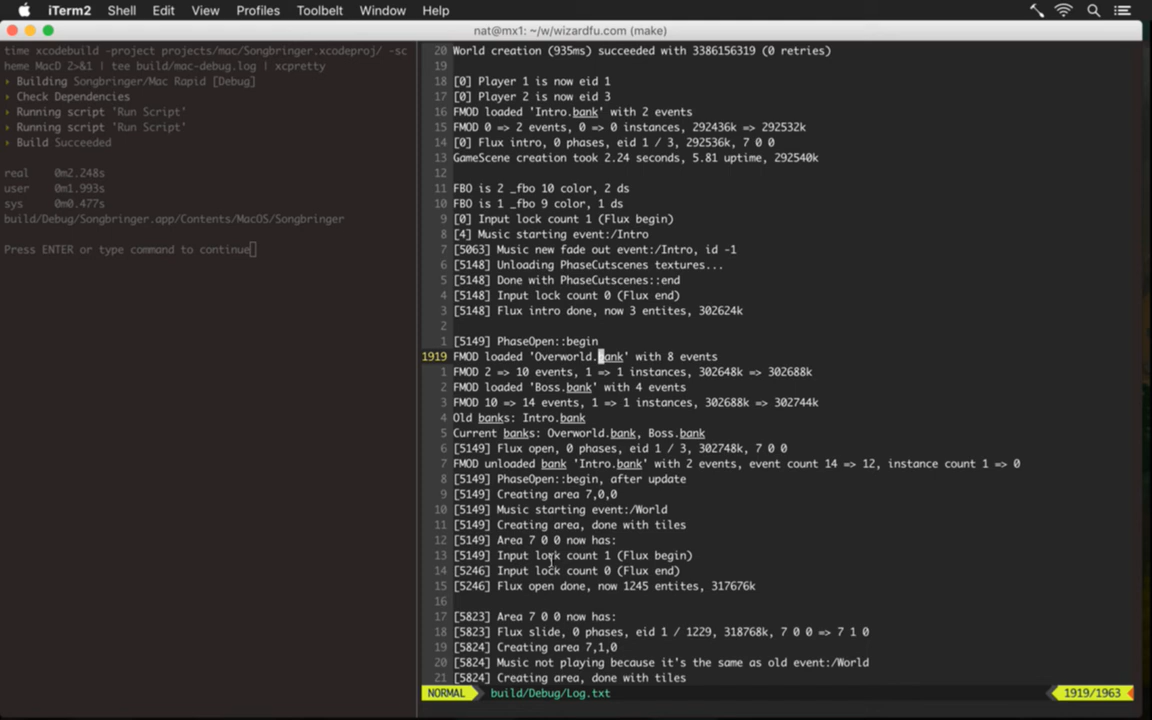 iTerm2 Shell Edit View Profiles Toolbelt Window Help
nat@mx1: ~/w/wizardfu.com (make)
time xcodebuild -project projects/mac/Songbringer.xcodeproj/ -sc
heme MacD 2>&1 | tee build/mac-debug.log | xcpretty
› Building Songbringer/Mac Rapid [Debug]
› Check Dependencies
› Running script 'Run Script'
› Running script 'Run Script'
› Build Succeeded
real 0m2.248s
user 0m1.993s
sys 0m0.477s
build/Debug/Songbringer.app/Contents/MacOS/Songbringer
Press ENTER or type command to continue
20 World creation (935ms) succeeded with 3386156319 (0 retries)
19
18 [0] Player 1 is now eid 1
17 [0] Player 2 is now eid 3
16 FMOD loaded 'Intro.bank' with 2 events
15 FMOD 0 => 2 events, 0 => 0 instances, 292436k => 292532k
14 [0] Flux intro, 0 phases, eid 1 / 3, 292536k, 7 0 0
13 GameScene creation took 2.24 seconds, 5.81 uptime, 292540k
12
11 FBO is 2 _fbo 10 color, 2 ds
10 FBO is 1 _fbo 9 color, 1 ds
9 [0] Input lock count 1 (Flux begin)
8 [4] Music starting event:/Intro
7 [5063] Music new fade out event:/Intro, id -1
6 [5148] Unloading PhaseCutscenes textures...
5 [5148] Done with PhaseCutscenes::end
4 [5148] Input lock count 0 (Flux end)
3 [5148] Flux intro done, now 3 entites, 302624k
2
1 [5149] PhaseOpen::begin
1919 FMOD loaded 'Overworld.bank' with 8 events
1 FMOD 2 => 10 events, 1 => 1 instances, 302648k => 302688k
2 FMOD loaded 'Boss.bank' with 4 events
3 FMOD 10 => 14 events, 1 => 1 instances, 302688k => 302744k
4 Old banks: Intro.bank
5 Current banks: Overworld.bank, Boss.bank
6 [5149] Flux open, 0 phases, eid 1 / 3, 302748k, 7 0 0
7 FMOD unloaded bank 'Intro.bank' with 2 events, event count 14 => 12, instance count 1 => 0
8 [5149] PhaseOpen::begin, after update
9 [5149] Creating area 7,0,0
10 [5149] Music starting event:/World
11 [5149] Creating area, done with tiles
12 [5149] Area 7 0 0 now has:
13 [5149] Input lock count 1 (Flux begin)
14 [5246] Input lock count 0 (Flux end)
15 [5246] Flux open done, now 1245 entites, 317676k
16
17 [5823] Area 7 0 0 now has:
18 [5823] Flux slide, 0 phases, eid 1 / 1229, 318768k, 7 0 0 => 7 1 0
19 [5824] Creating area 7,1,0
20 [5824] Music not playing because it's the same as old event:/World
21 [5824] Creating area, done with tiles
NORMAL build/Debug/Log.txt 1919/1963